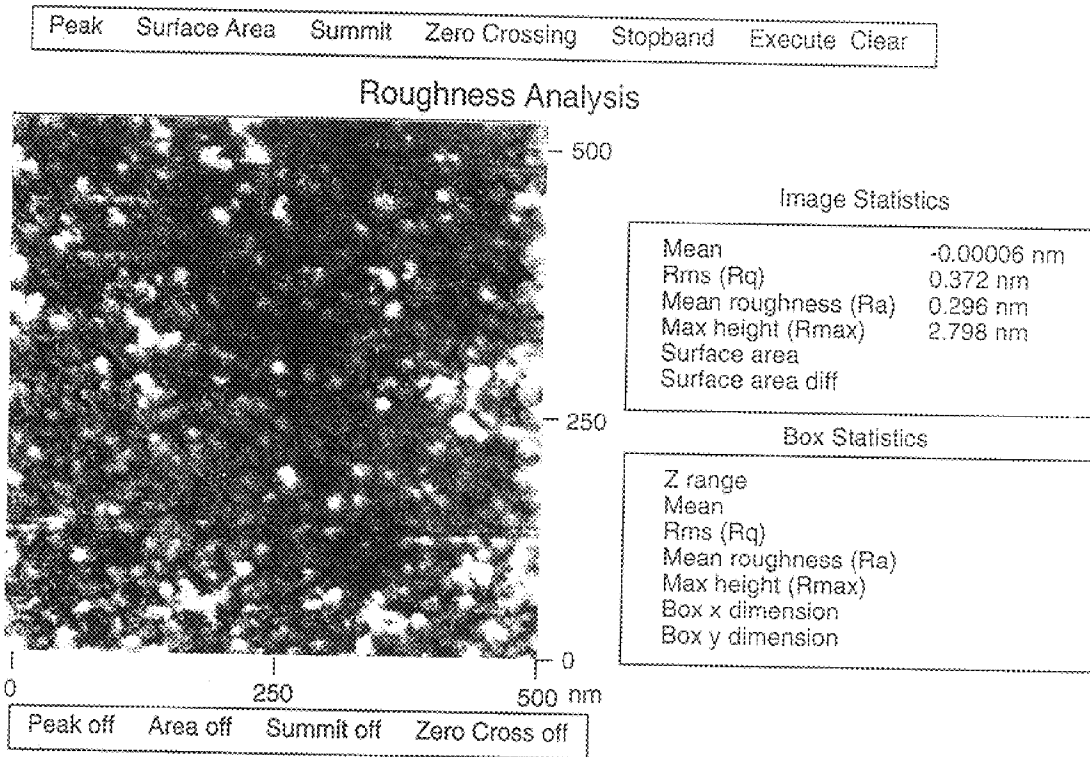 Peak Surface Area Summit Zero Crossing Stopband Execute Clear
Roughness Analysis
500
250
0
0 250 500 nm
Image Statistics
Mean -0.00006 nm
Rms (Rq) 0.372 nm
Mean roughness (Ra) 0.296 nm
Max height (Rmax) 2.798 nm
Surface area
Surface area diff
Box Statistics
Z range
Mean
Rms (Rq)
Mean roughness (Ra)
Max height (Rmax)
Box x dimension
Box y dimension
Peak off Area off Summit off Zero Cross off